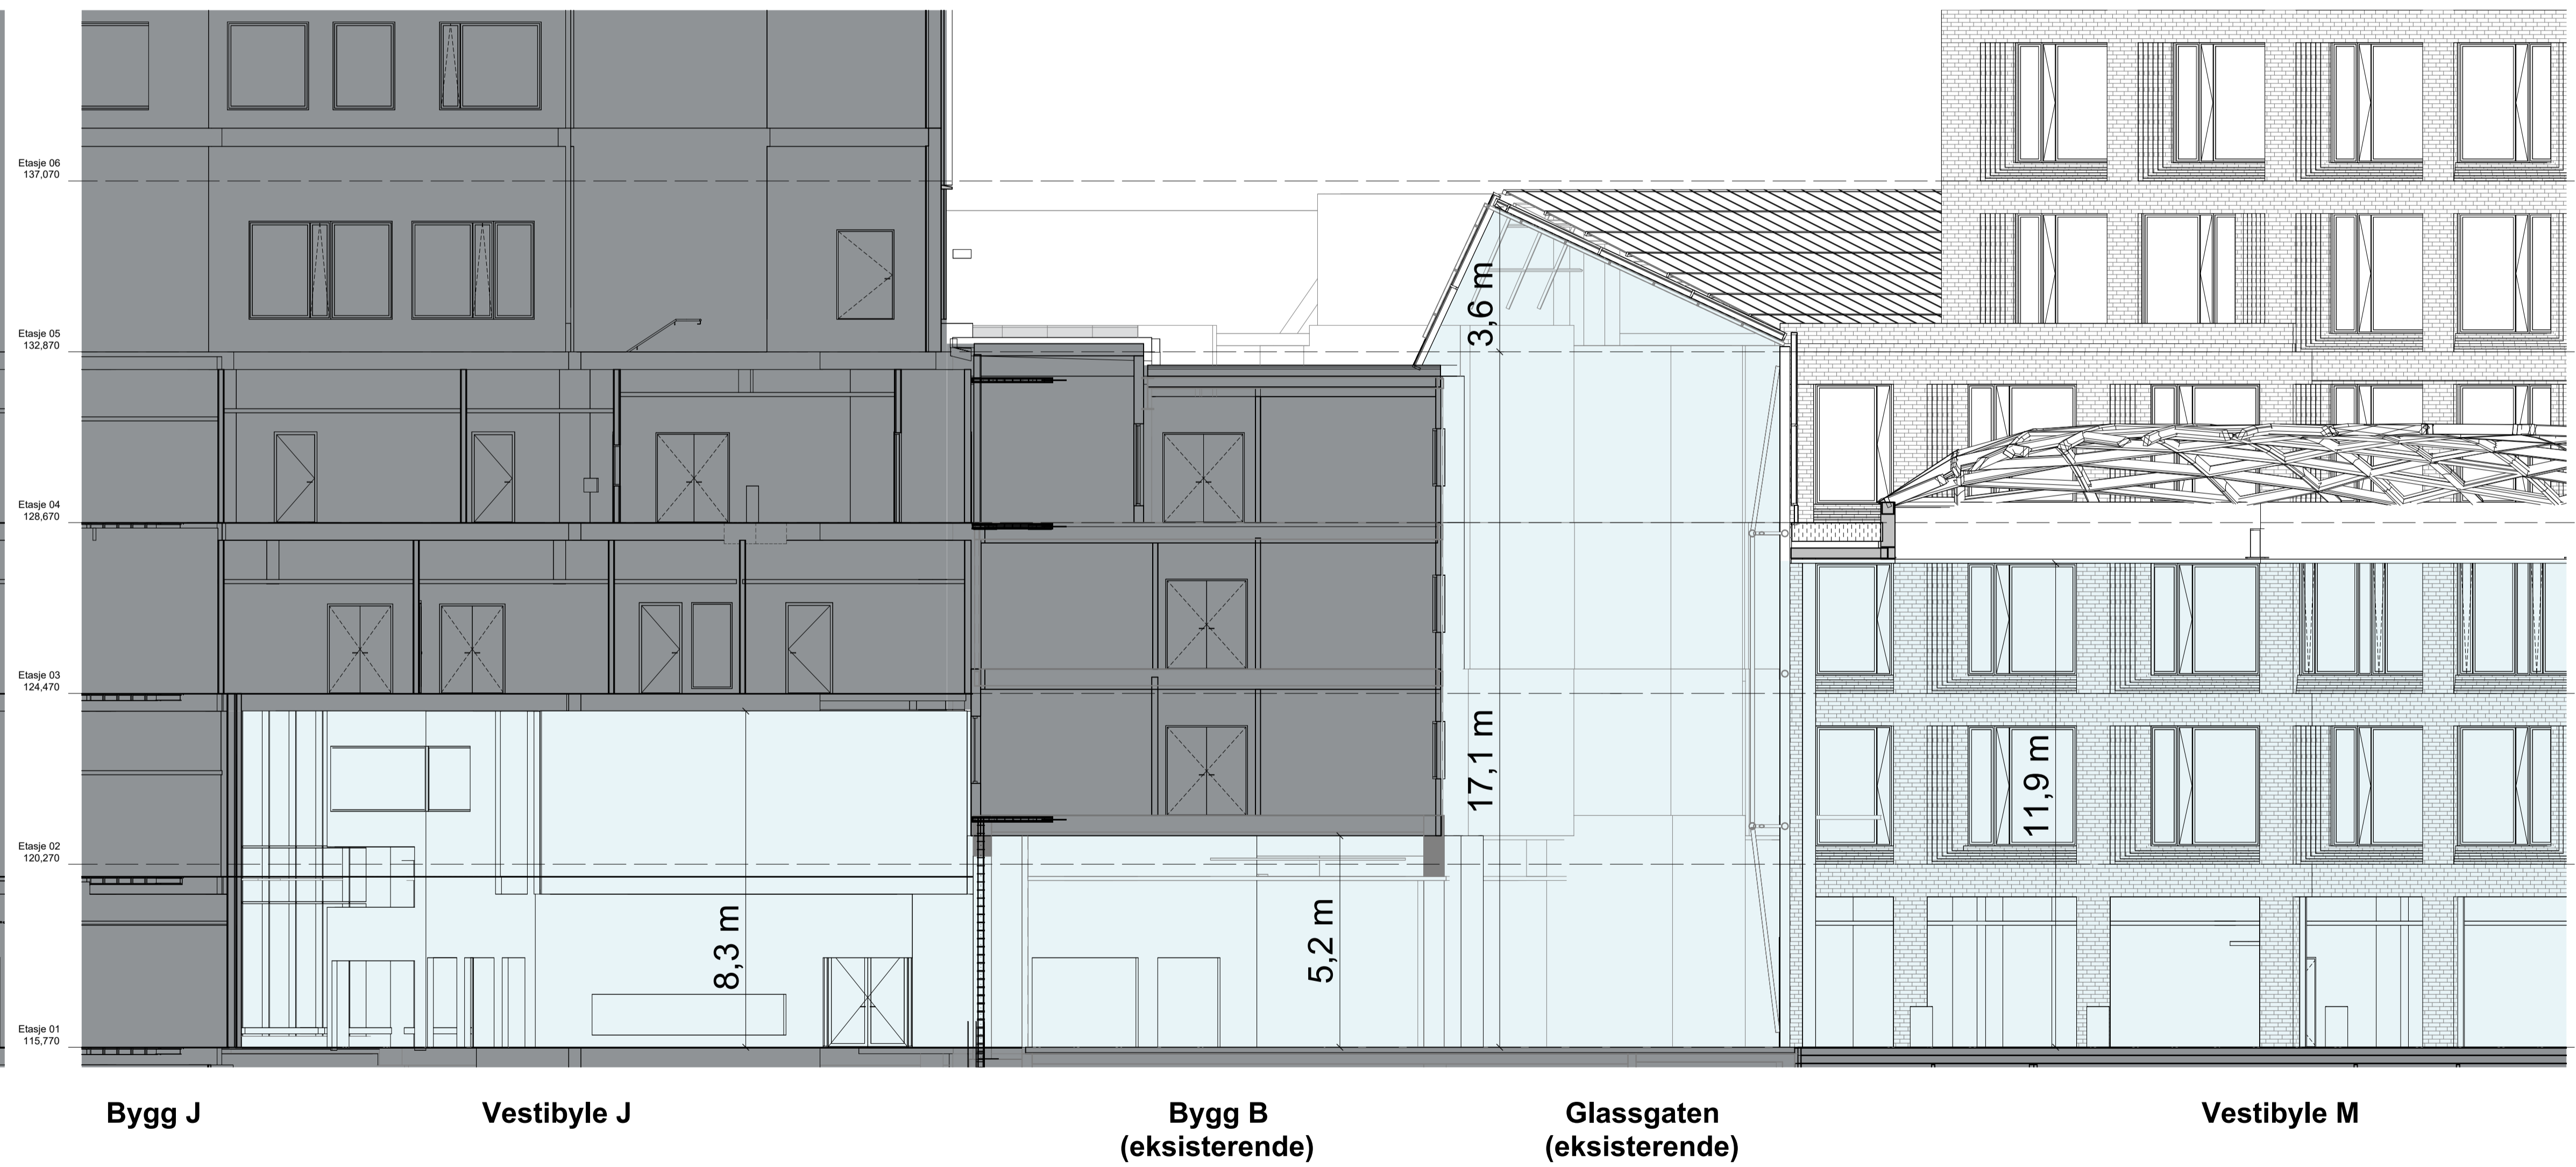 Etasje 06
137,070
Etasje 05
132,870
3,6 m
Etasje 04
128,670
Etasje 03
124,470
17,1 m
11,9 m
Etasje 02
120,270
8,3 m
5,2 m
Etasje 01
115,770
Bygg J
Vestibyle J
Bygg B
(eksisterende)
Glassgaten
(eksisterende)
Vestibyle M